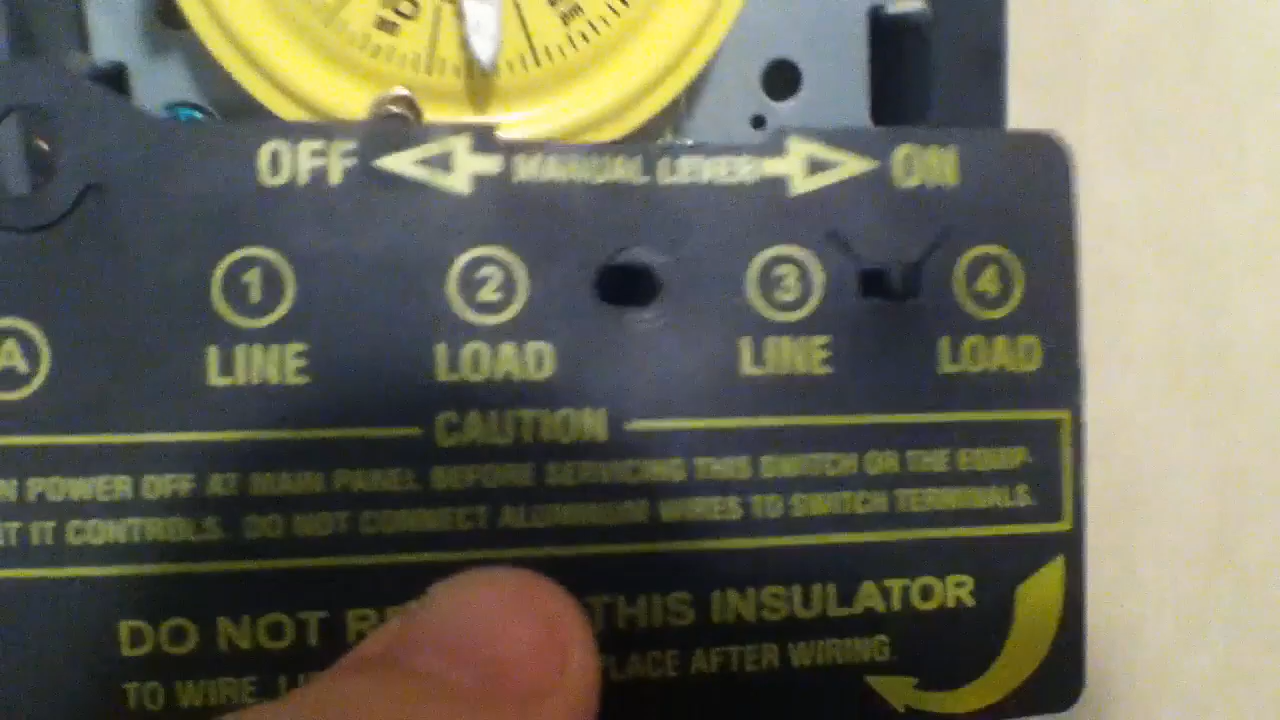 OFF MANUAL LEVER ON
1 2 3 4
A LINE LOAD LINE LOAD
CAUTION
N POWER OFF AT MAIN PANEL BEFORE SERVICING THIS SWITCH OR THE EQUIP-
T IT CONTROLS. DO NOT CONNECT ALUMINUM WIRES TO SWITCH TERMINALS.
DO NOT THIS INSULATOR
TO WIRE, PLACE AFTER WIRING.